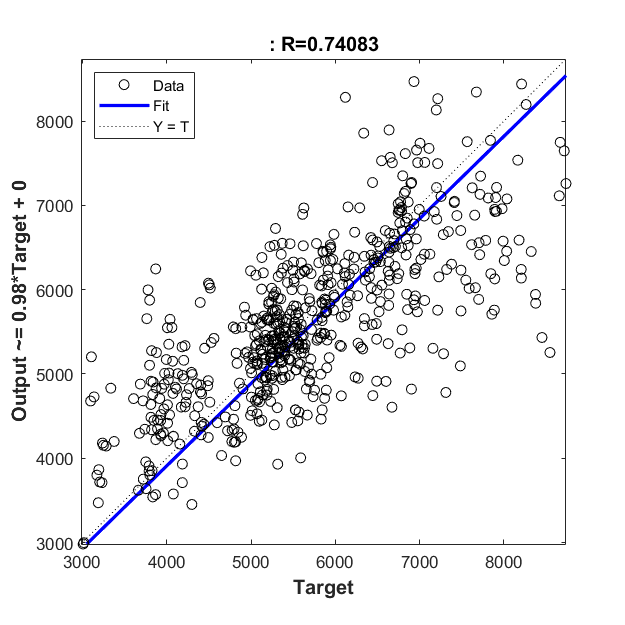 : R=0.74083
Data
Fit
Y = T
8000
7000
6000
5000
4000
3000
Output ~= 0.98*Target + 0
3000 4000 5000 6000 7000 8000
Target